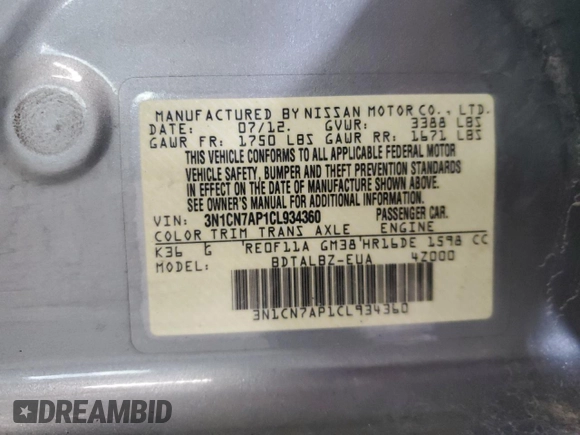 MANUFACTURED BY NISSAN MOTOR CO., LTD.
DATE: 07/12. GVWR: 3388 LBS
GAWR FR: 1750 LBS GAWR RR: 1671 LBS
THIS VEHICLE CONFORMS TO ALL APPLICABLE FEDERAL MOTOR
VEHICLE SAFETY, BUMPER AND THEFT PREVENTION STANDARDS
IN EFFECT ON THE DATE OF MANUFACTURE SHOWN ABOVE.
SEE OWNER'S MANUAL FOR ADDITIONAL INFORMATION.
VIN: 3N1CN7AP1CL934360 PASSENGER CAR.
COLOR TRIM TRANS AXLE ENGINE
K36 G RE0F11A GM38 HR16DE 1598 CC
MODEL: BDTALBZ-EUA 4Z000
3N1CN7AP1CL934360
DREAMBID